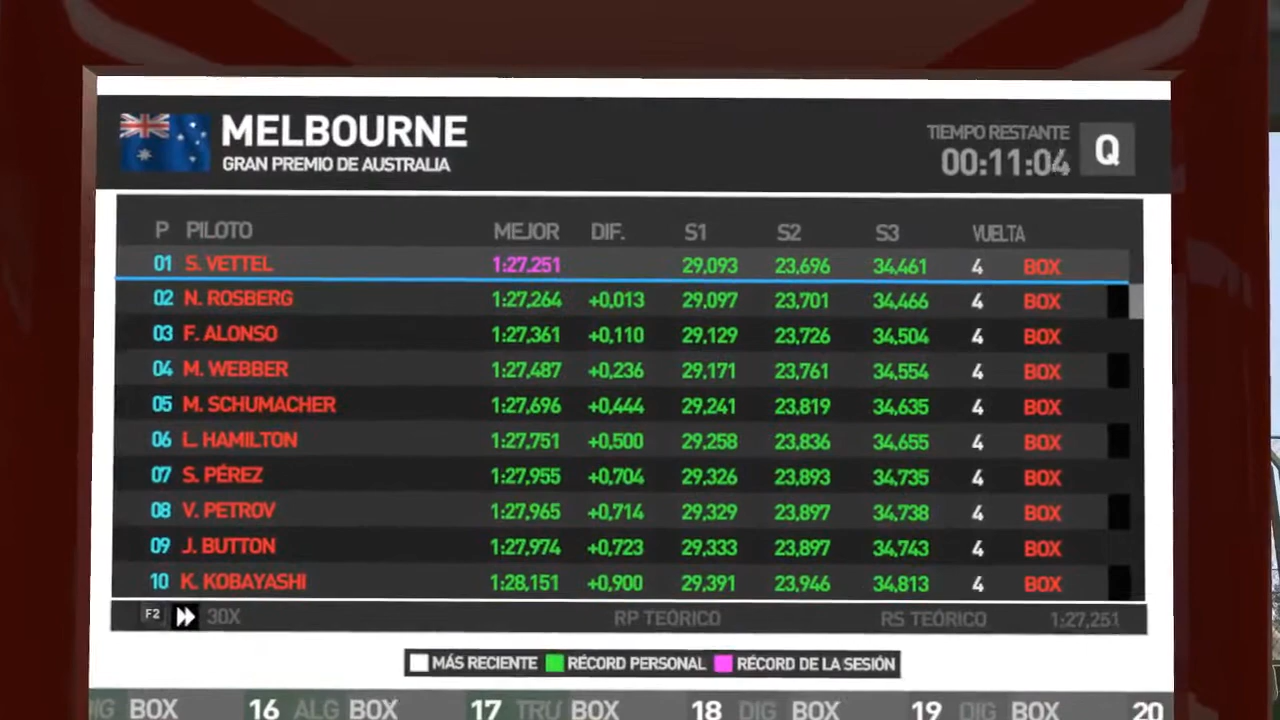 MELBOURNE
GRAN PREMIO DE AUSTRALIA
TIEMPO RESTANTE
00:11:04
Q
P PILOTO MEJOR DIF. S1 S2 S3 VUELTA
01 S. VETTEL 1:27,251 29,093 23,696 34,461 4 BOX
02 N. ROSBERG 1:27,264 +0,013 29,097 23,701 34,466 4 BOX
03 F. ALONSO 1:27,361 +0,110 29,129 23,726 34,504 4 BOX
04 M. WEBBER 1:27,487 +0,236 29,171 23,761 34,554 4 BOX
05 M. SCHUMACHER 1:27,696 +0,444 29,241 23,819 34,635 4 BOX
06 L. HAMILTON 1:27,751 +0,500 29,258 23,836 34,655 4 BOX
07 S. PÉREZ 1:27,955 +0,704 29,326 23,893 34,735 4 BOX
08 V. PETROV 1:27,965 +0,714 29,329 23,897 34,738 4 BOX
09 J. BUTTON 1:27,974 +0,723 29,333 23,897 34,743 4 BOX
10 K. KOBAYASHI 1:28,151 +0,900 29,391 23,946 34,813 4 BOX
F2 30X RP TEÓRICO RS TEÓRICO 1:27,251
MÁS RECIENTE RÉCORD PERSONAL RÉCORD DE LA SESIÓN
BOX 16 ALG BOX 17 TRU BOX 18 DIG BOX 19 DIG BOX 20